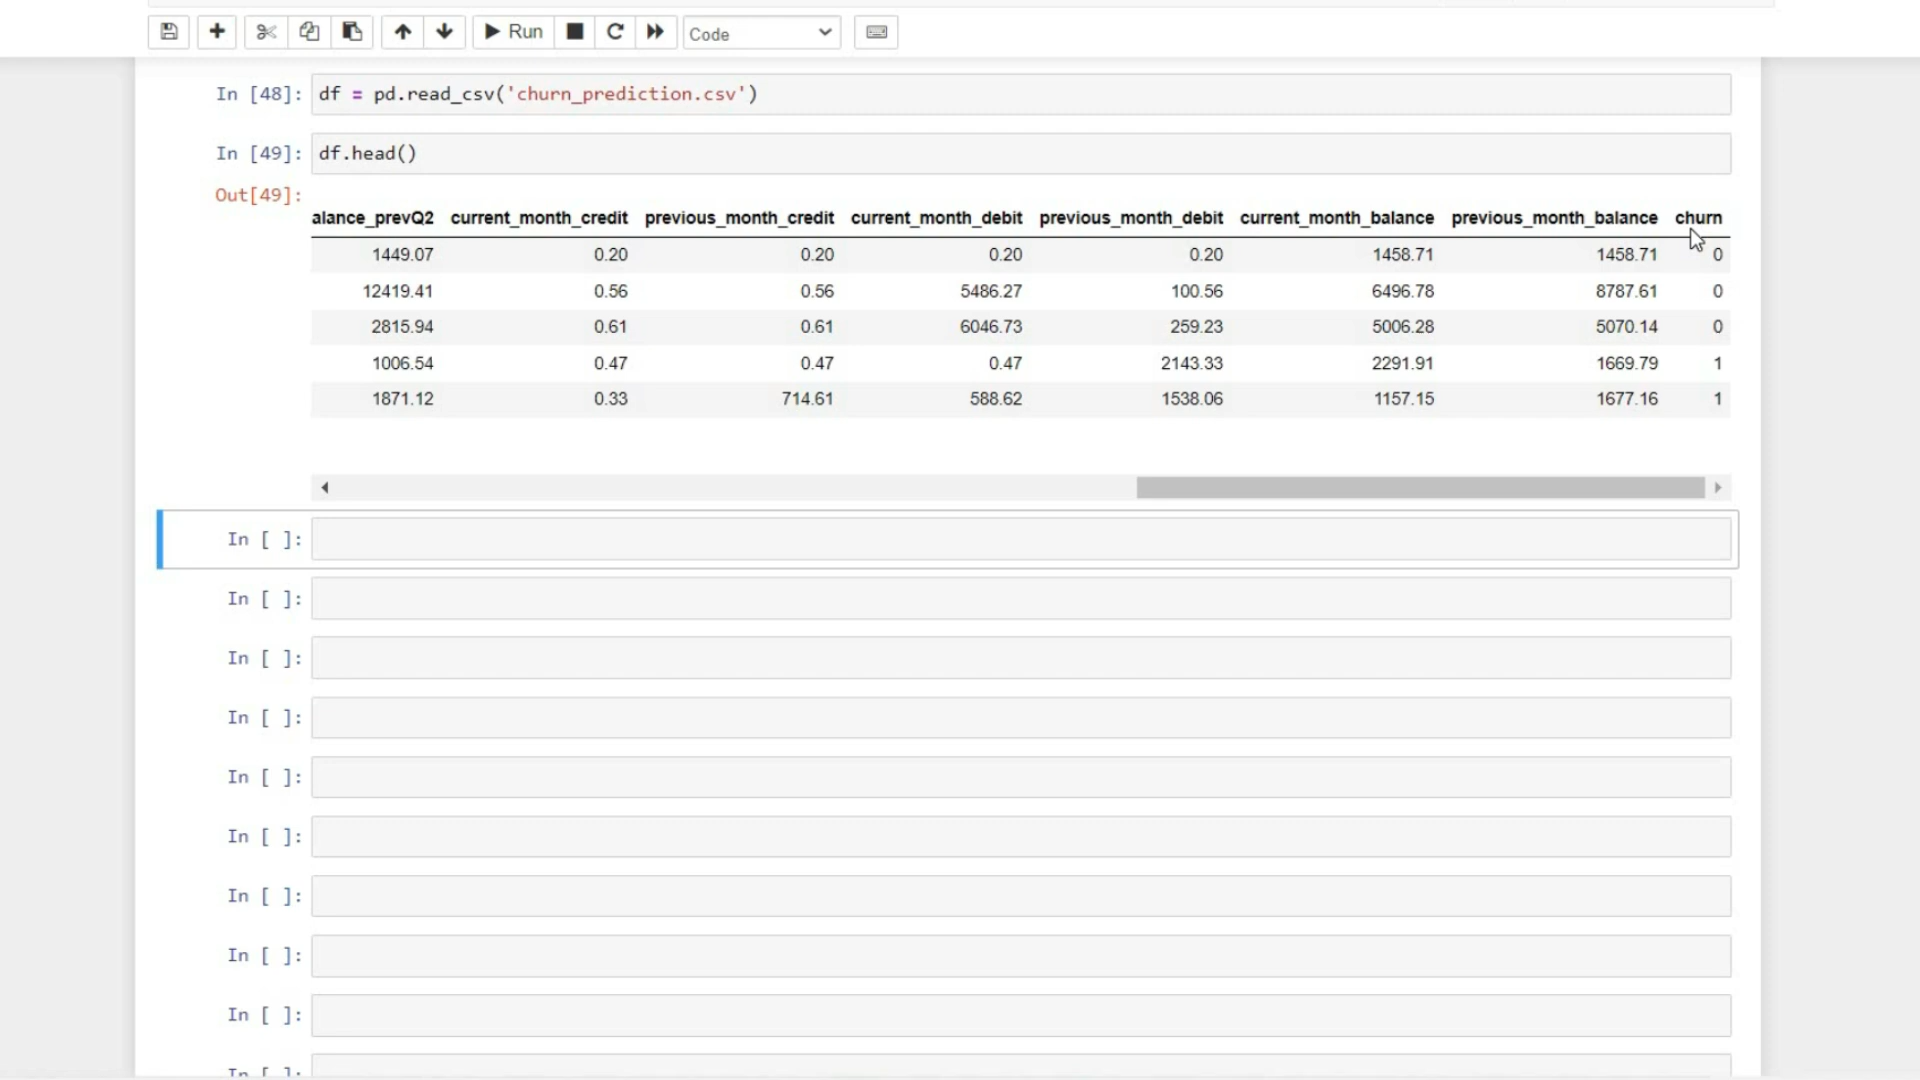 Run Code
In [48]: df = pd.read_csv('churn_prediction.csv')
In [49]: df.head()
Out[49]:
alance_prevQ2 current_month_credit previous_month_credit current_month_debit previous_month_debit current_month_balance previous_month_balance churn
1449.07 0.20 0.20 0.20 0.20 1458.71 1458.71 0
12419.41 0.56 0.56 5486.27 100.56 6496.78 8787.61 0
2815.94 0.61 0.61 6046.73 259.23 5006.28 5070.14 0
1006.54 0.47 0.47 0.47 2143.33 2291.91 1669.79 1
1871.12 0.33 714.61 588.62 1538.06 1157.15 1677.16 1
In [ ]:
In [ ]:
In [ ]:
In [ ]:
In [ ]:
In [ ]:
In [ ]:
In [ ]:
In [ ]:
In [ ]: